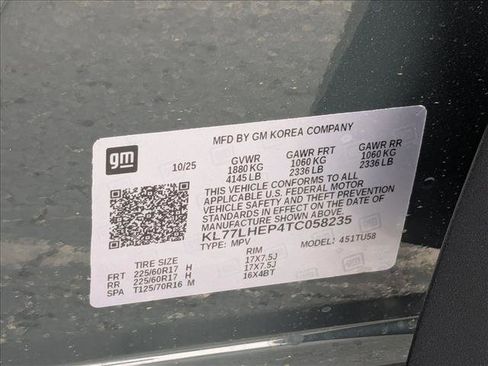 gm
MFD BY GM KOREA COMPANY
10/25 GVWR GAWR FRT GAWR RR
1880 KG 1060 KG 1060 KG
4145 LB 2336 LB 2336 LB
THIS VEHICLE CONFORMS TO ALL
APPLICABLE U.S. FEDERAL MOTOR
VEHICLE SAFETY AND THEFT PREVENTION
STANDARDS IN EFFECT ON THE DATE OF
MANUFACTURE SHOWN ABOVE.
KL77LHEP4TC058235
TYPE: MPV MODEL: 451TU58
TIRE SIZE RIM
FRT 225/60R17 H 17X7.5J
RR 225/60R17 H 17X7.5J
SPA T125/70R16 M 16X4BT